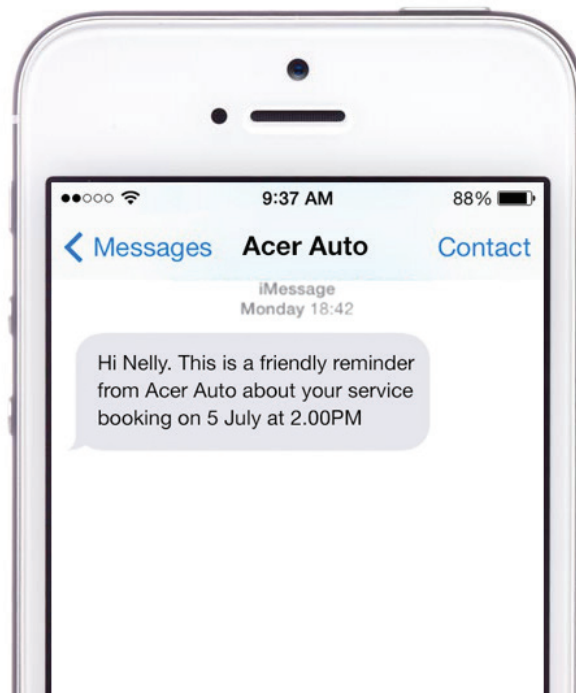 9:37 AM 88%
Messages Acer Auto Contact
iMessage
Monday 18:42
Hi Nelly. This is a friendly reminder
from Acer Auto about your service
booking on 5 July at 2.00PM